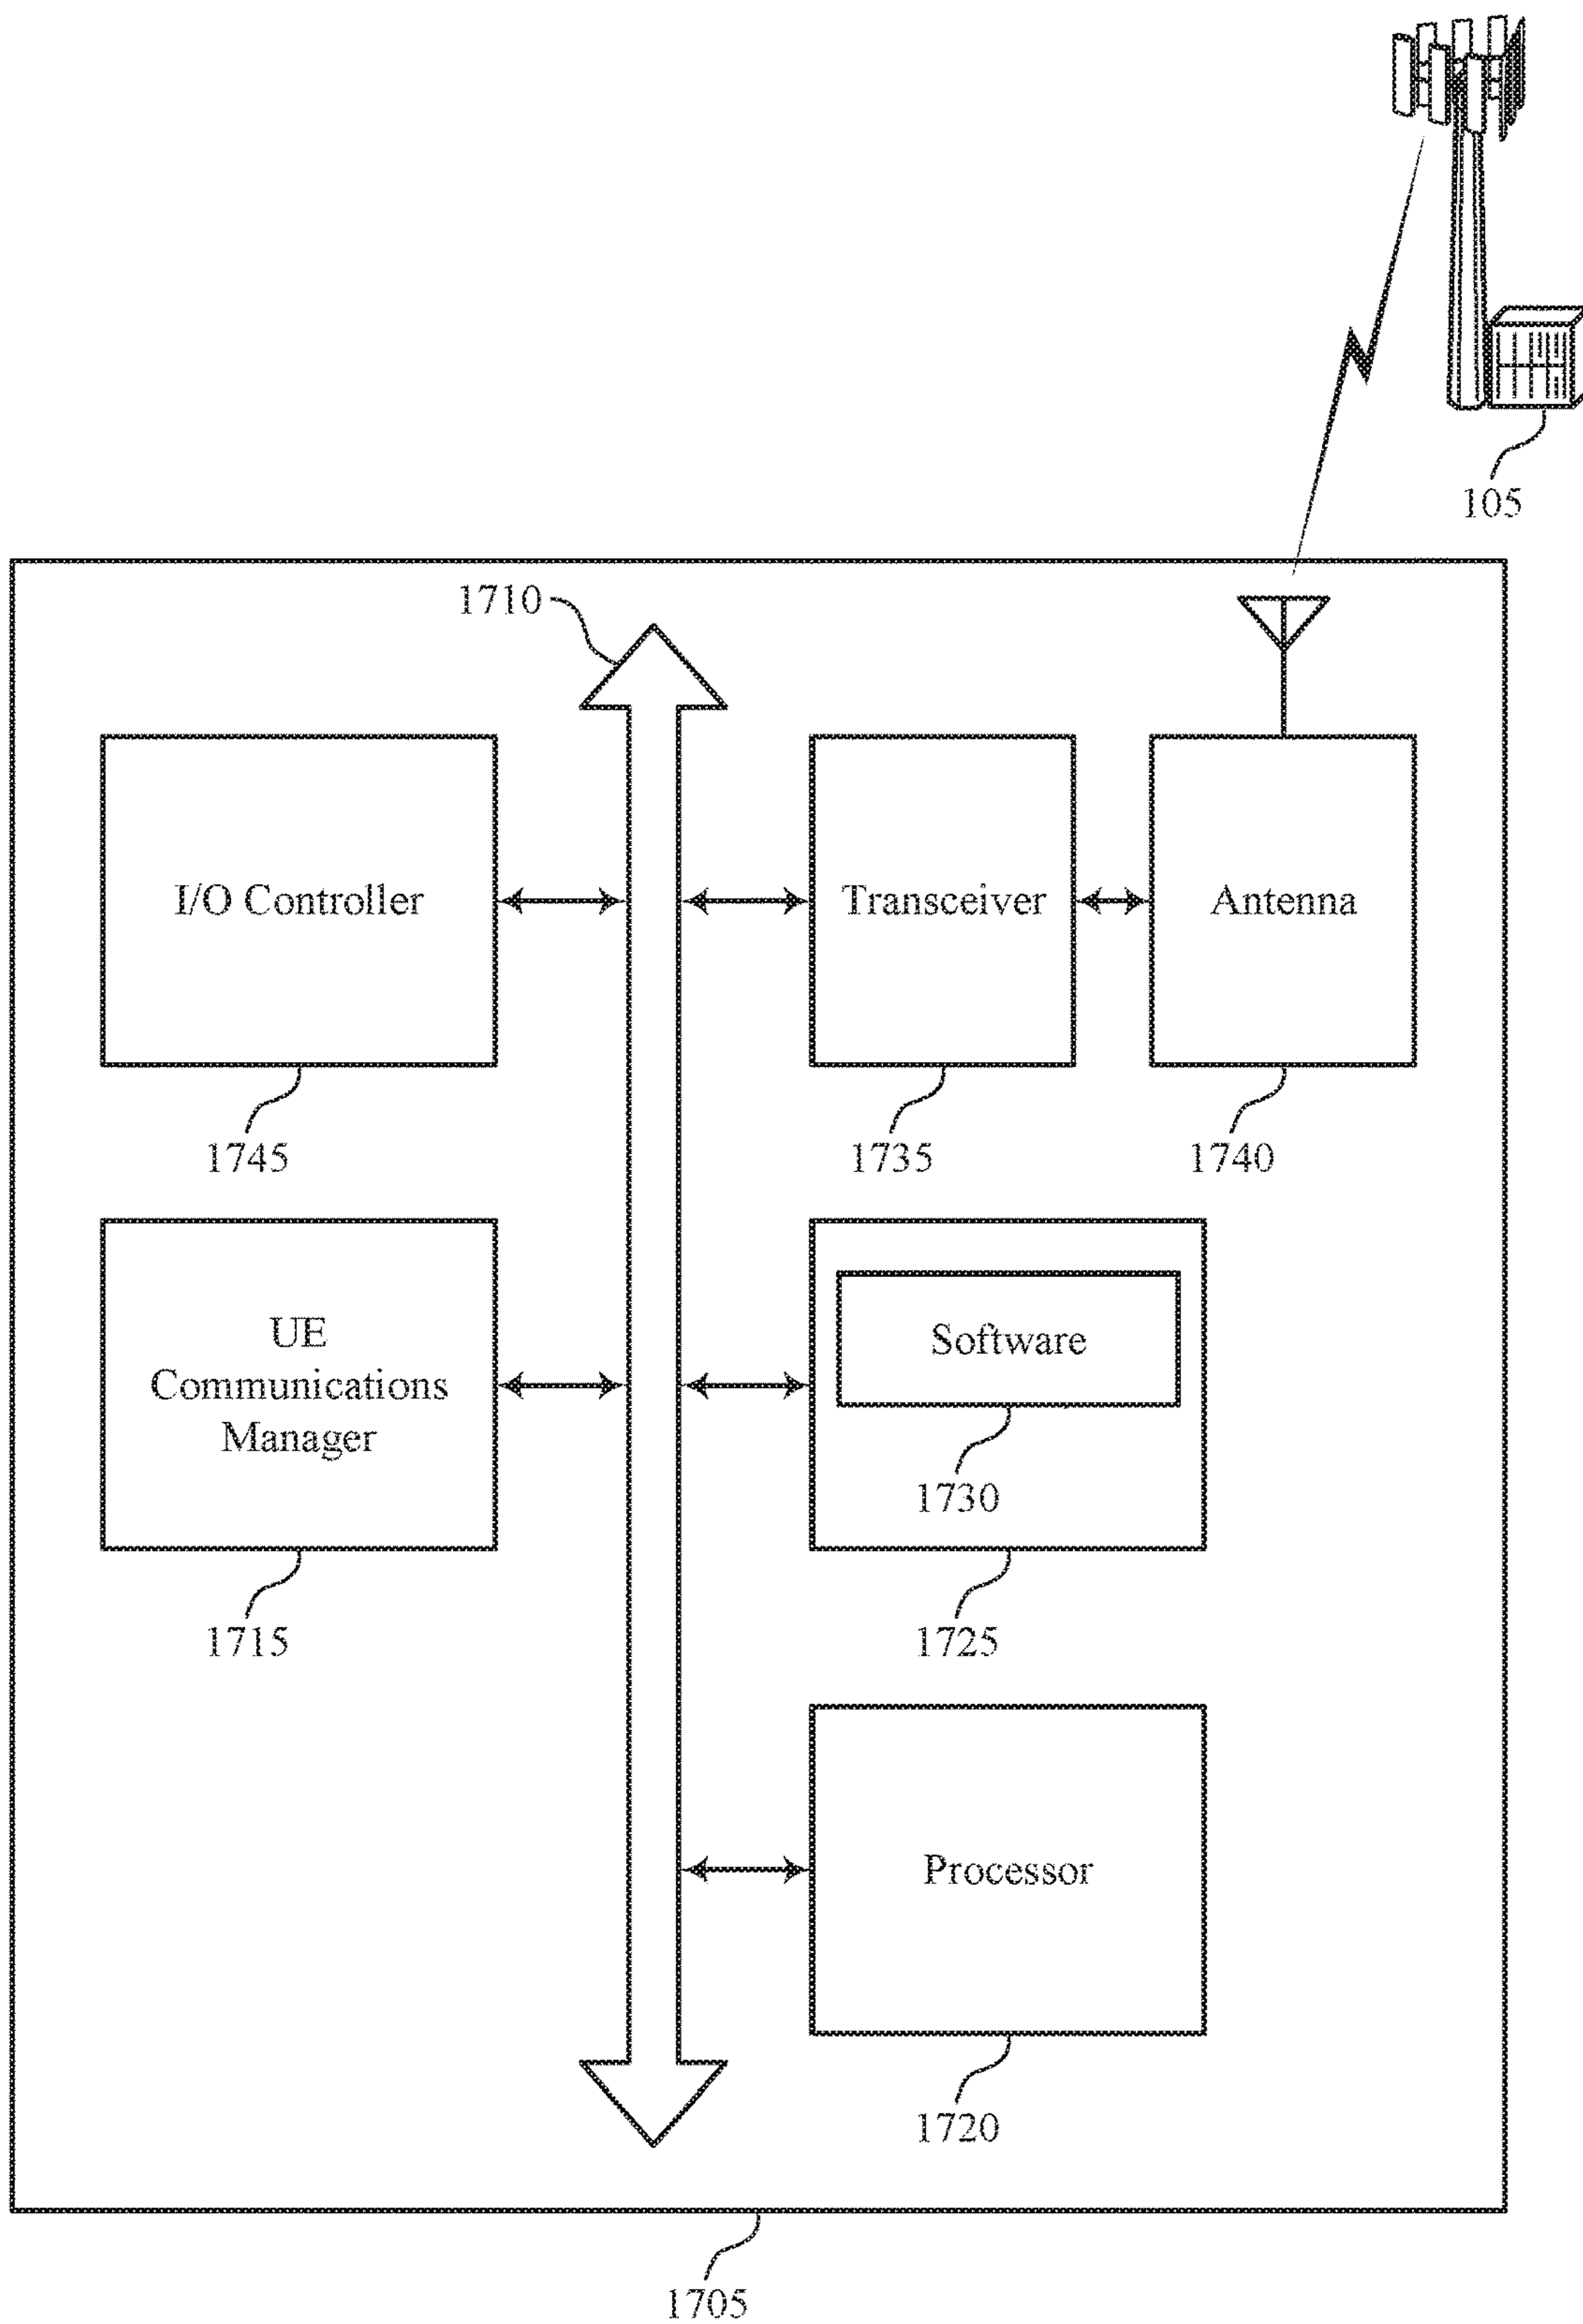 105
1710
I/O Controller
Transceiver
Antenna
1745
1735
1740
UE
Communications
Manager
Software
1730
1715
1725
Processor
1720
1705